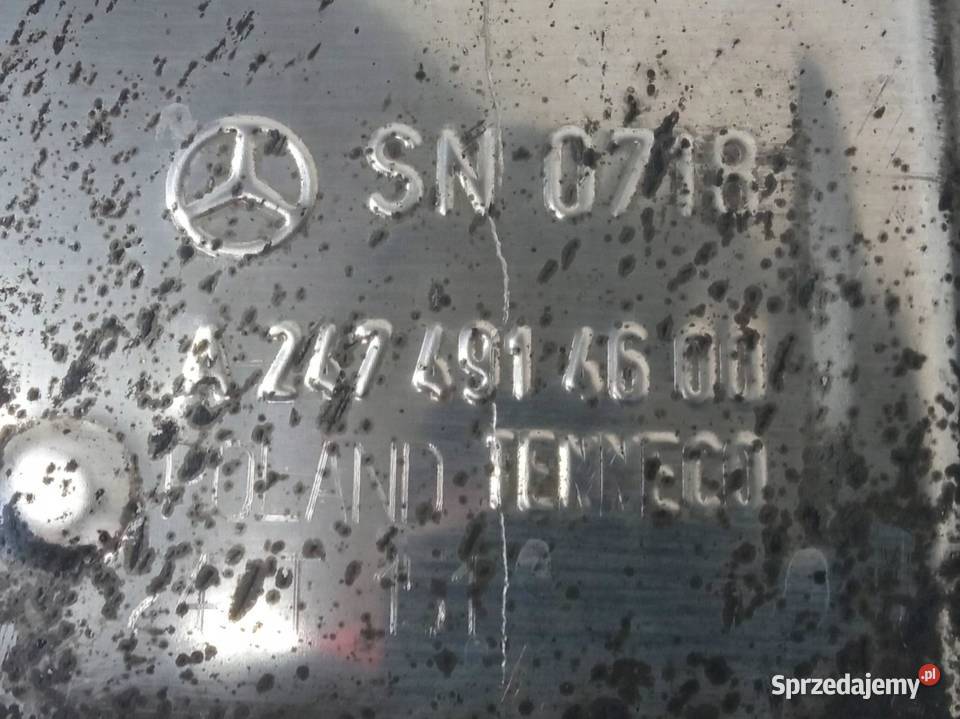 SN 0718
A 247 491 46 00
POLAND TENNECO
Sprzedajemy.pl